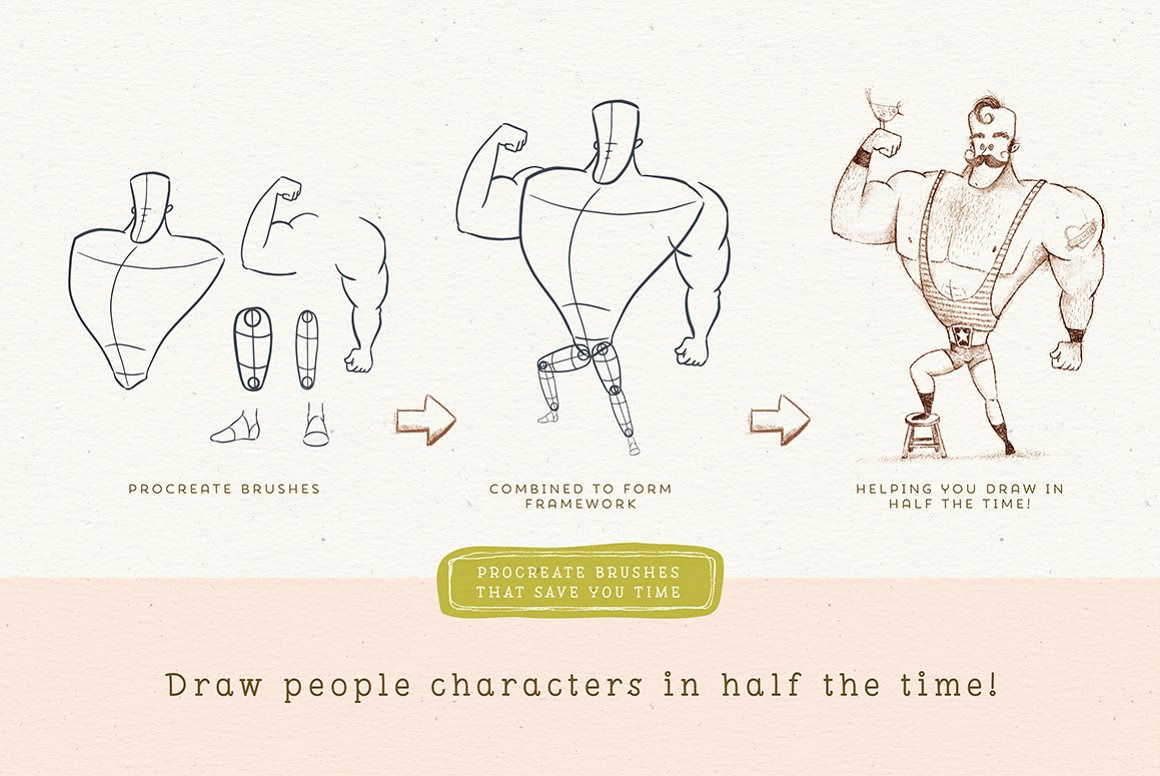 PROCREATE BRUSHES
COMBINED TO FORM
FRAMEWORK
HELPING YOU DRAW IN
HALF THE TIME!
PROCREATE BRUSHES
THAT SAVE YOU TIME
Draw people characters in half the time!